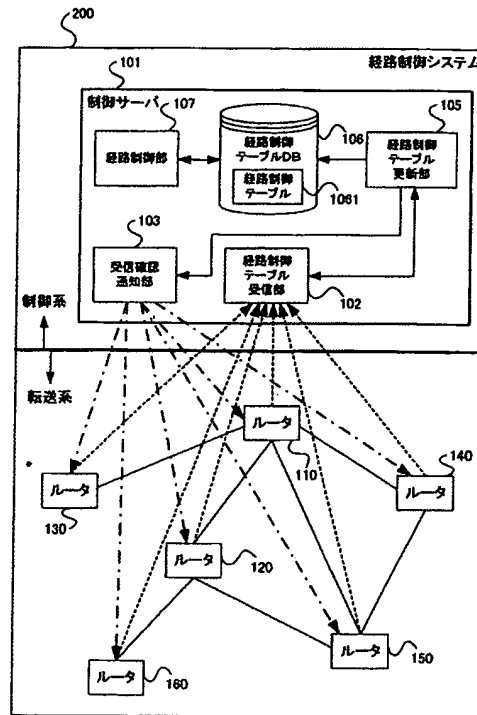 200
経路制御システム
101
制御サーバ
107
経路制御部
経路制御
テーブルDB
106
経路制御
テーブル
1061
105
経路制御
テーブル
更新部
103
受信確認
通知部
経路制御
テーブル
受信部
102
制御系
転送系
ルータ
110
ルータ
130
ルータ
140
ルータ
120
ルータ
150
ルータ
160